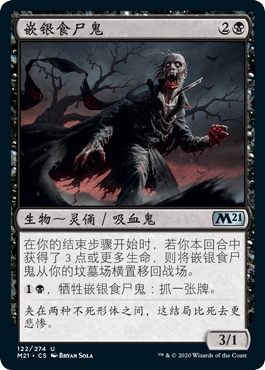 嵌银食尸鬼 2
生物～灵俑／吸血鬼
M21
在你的结束步骤开始时，若你本回合中
获得了3点或更多生命，则将嵌银食尸
鬼从你的坟墓场横置移回战场。
1，牺牲嵌银食尸鬼：抓一张牌。
夹在两种不死形体之间，这结局比死去更
悲惨。
3/1
122/274 U
M21 • CS BRYAN SOLA
™ & © 2020 Wizards of the Coast